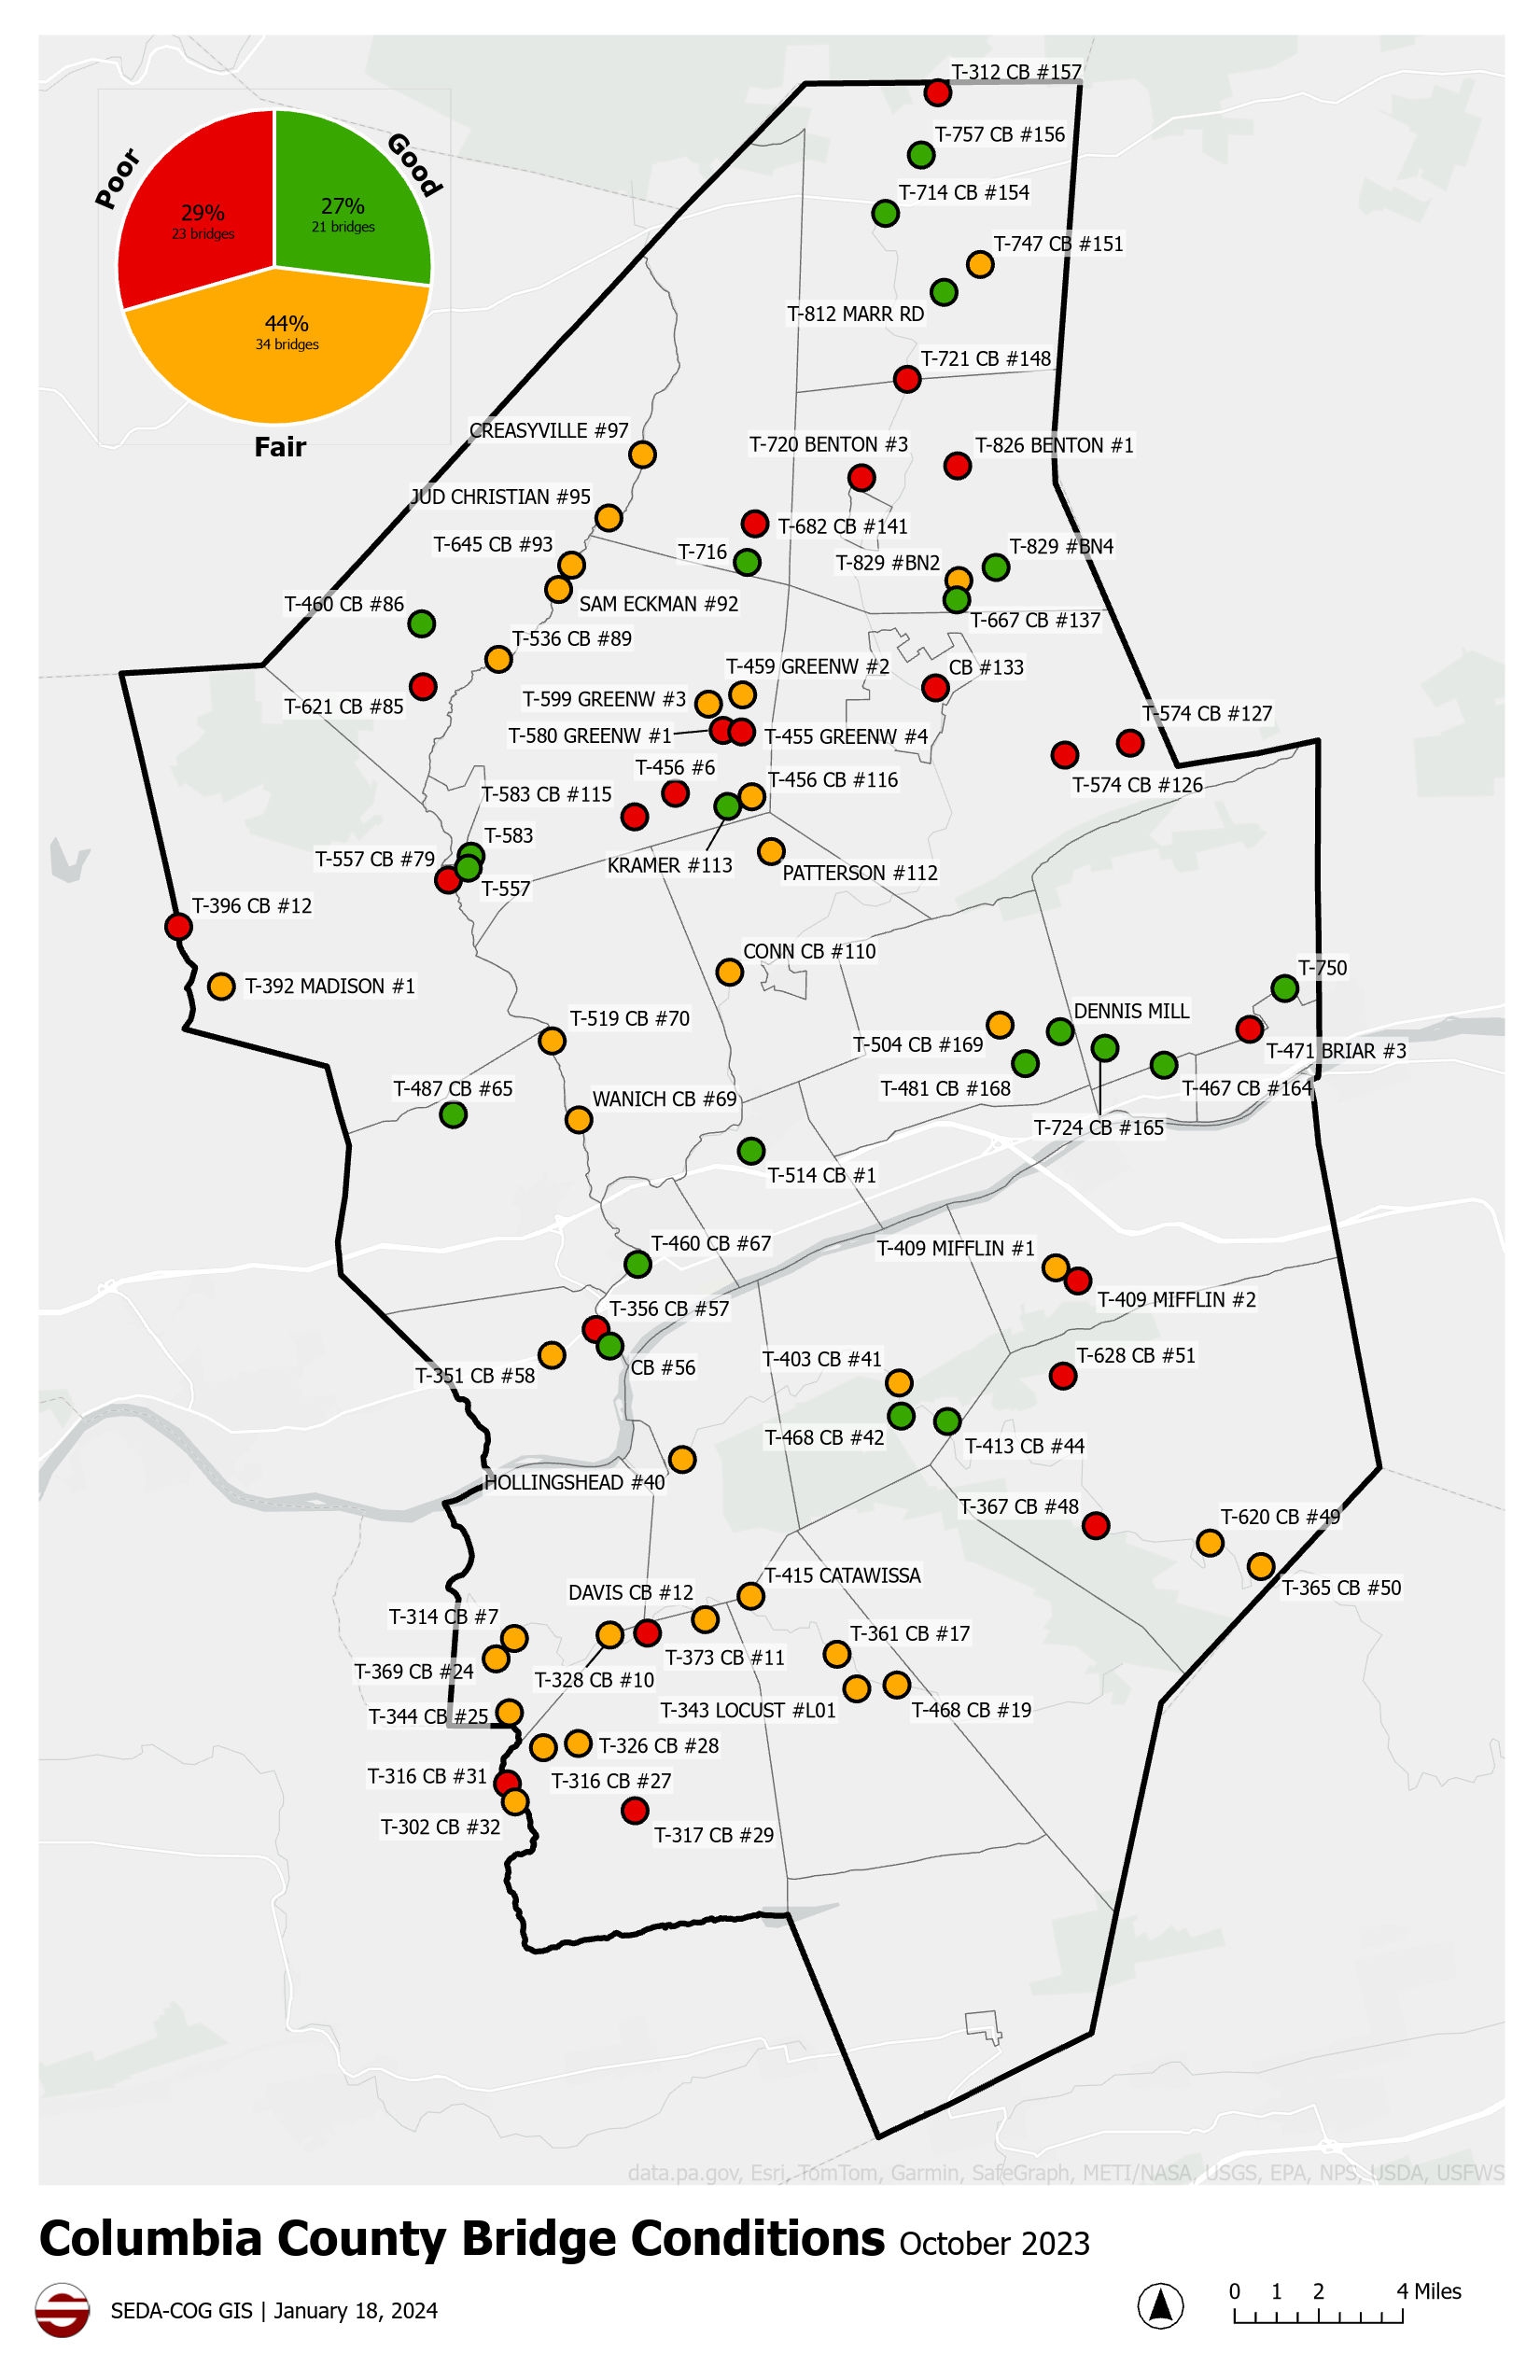 T-312 CB #157
Poor
Good
T-757 CB #156
29%
23 bridges
27%
21 bridges
T-714 CB #154
T-747 CB #151
T-812 MARR RD
44%
34 bridges
T-721 CB #148
Fair
CREASYVILLE #97
T-720 BENTON #3
T-826 BENTON #1
JUD CHRISTIAN #95
T-682 CB #141
T-645 CB #93
T-716
T-829 #BN4
T-829 #BN2
T-460 CB #86
SAM ECKMAN #92
T-667 CB #137
T-536 CB #89
T-459 GREENW #2
CB #133
T-621 CB #85
T-599 GREENW #3
T-574 CB #127
T-580 GREENW #1
T-455 GREENW #4
T-456 #6
T-456 CB #116
T-574 CB #126
T-583 CB #115
T-583
T-557 CB #79
KRAMER #113
PATTERSON #112
T-557
T-396 CB #12
CONN CB #110
T-750
T-392 MADISON #1
DENNIS MILL
T-519 CB #70
T-504 CB #169
T-471 BRIAR #3
T-487 CB #65
T-481 CB #168
T-467 CB #164
WANICH CB #69
T-724 CB #165
T-514 CB #1
T-460 CB #67
T-409 MIFFLIN #1
T-409 MIFFLIN #2
T-356 CB #57
T-351 CB #58
CB #56
T-403 CB #41
T-628 CB #51
T-468 CB #42
T-413 CB #44
HOLLINGSHEAD #40
T-367 CB #48
T-620 CB #49
T-365 CB #50
T-415 CATAWISSA
DAVIS CB #12
T-314 CB #7
T-361 CB #17
T-369 CB #24
T-373 CB #11
T-328 CB #10
T-343 LOCUST #L01
T-468 CB #19
T-344 CB #25
T-326 CB #28
T-316 CB #31
T-316 CB #27
T-302 CB #32
T-317 CB #29
data.pa.gov, Esri, TomTom, Garmin, SafeGraph, METI/NASA, USGS, EPA, NPS, USDA, USFWS
Columbia County Bridge Conditions October 2023
SEDA-COG GIS | January 18, 2024
0 1 2 4 Miles